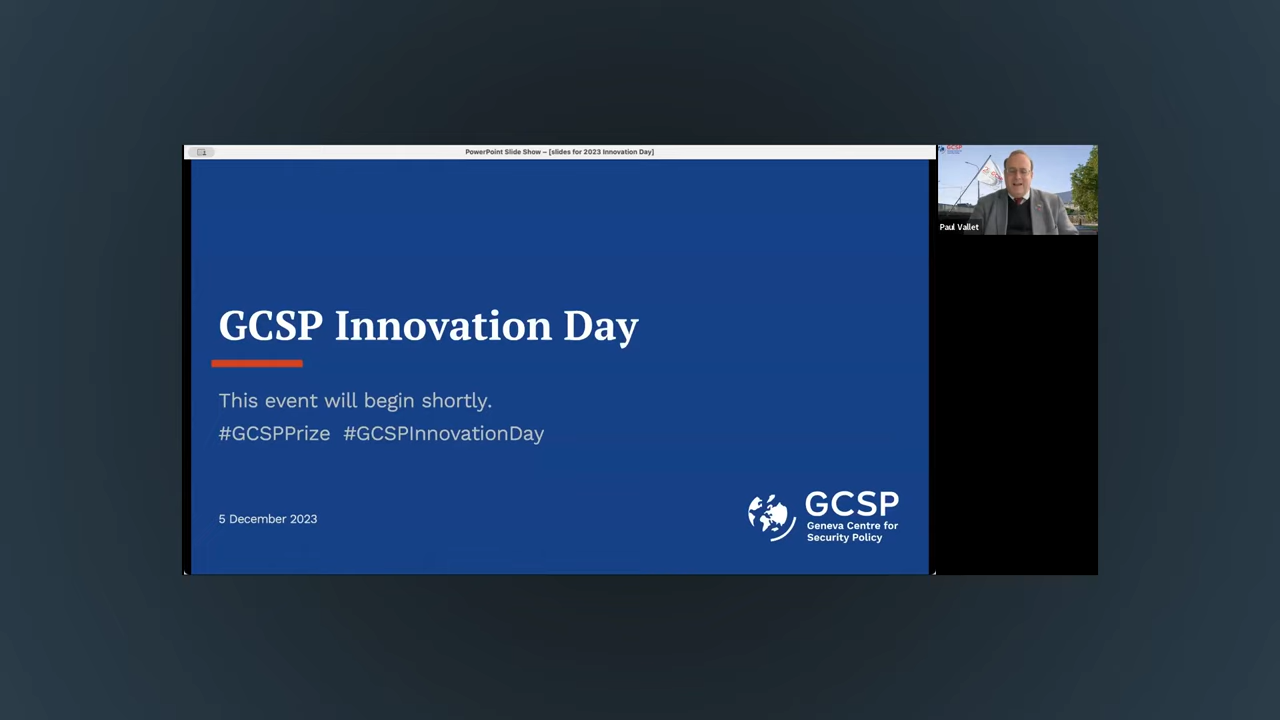 PowerPoint Slide Show – [slides for 2023 Innovation Day]
GCSP Innovation Day
This event will begin shortly.
#GCSPPrize #GCSPInnovationDay
5 December 2023
GCSP
Geneva Centre for
Security Policy
GCSP
Paul Vallet